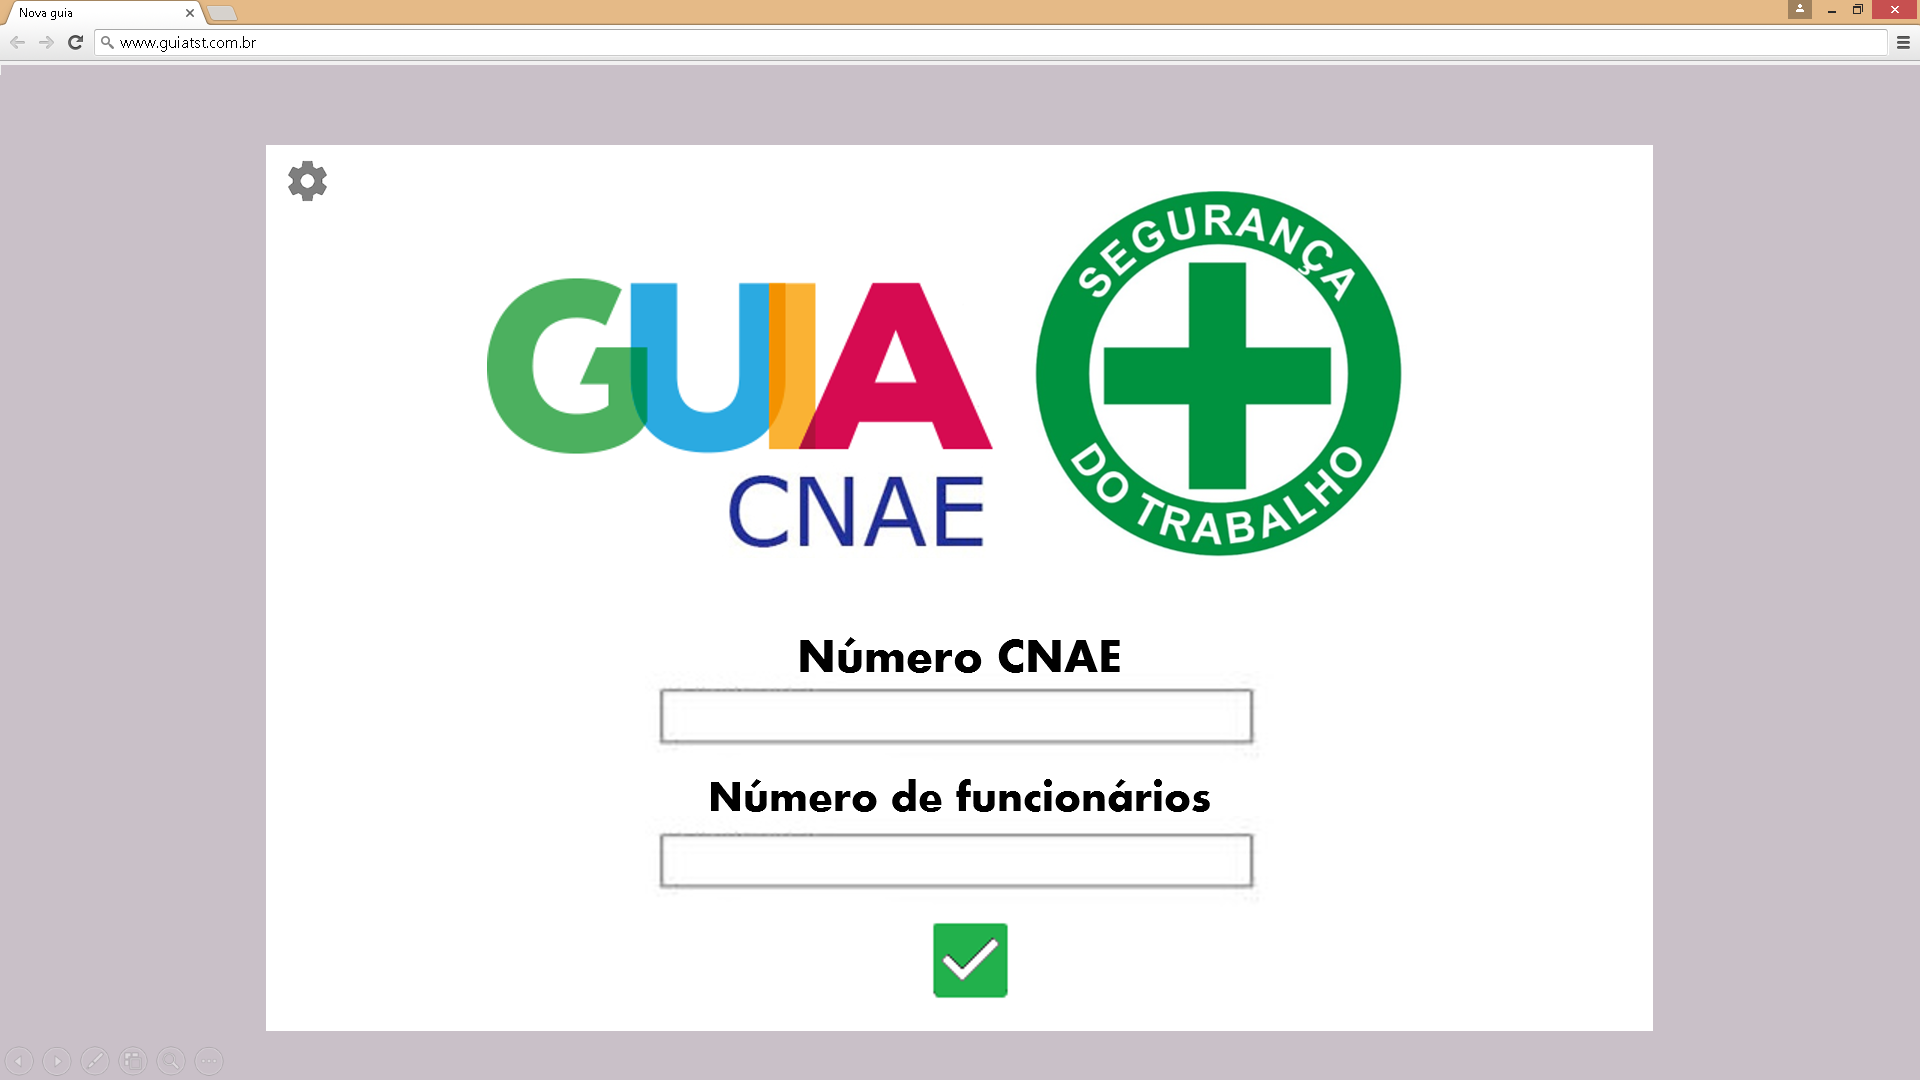 Nova guia
www.guiatst.com.br
GUIA
CNAE
SEGURANÇA
DO TRABALHO
Número CNAE
Número de funcionários